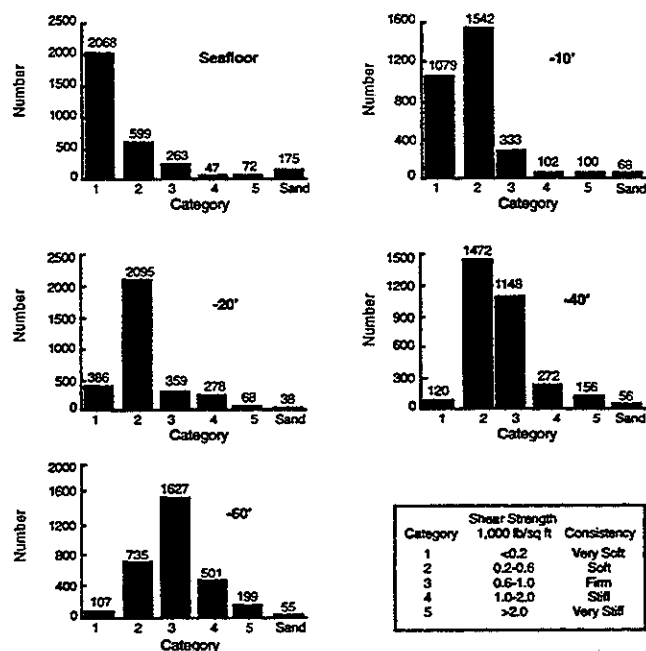 2068
2500
2000
1500
1000
500
0
Number
Seafloor
599
263
47
72
175
1 2 3 4 5 Sand
Category
1600
1200
800
400
0
Number
-10'
1079
1542
333
102
100
68
1 2 3 4 5 Sand
Category
2500
2000
1500
1000
500
0
Number
-20'
386
2095
359
278
68
38
1 2 3 4 5 Sand
Category
1500
1200
900
600
300
0
Number
-40'
120
1472
1148
272
156
56
1 2 3 4 5 Sand
Category
2000
1600
1200
800
400
0
Number
-60'
107
735
1627
501
199
55
1 2 3 4 5 Sand
Category
Shear Strength
Category 1,000 lb/sq ft Consistency
1 <0.2 Very Soft
2 0.2-0.6 Soft
3 0.6-1.0 Firm
4 1.0-2.0 Stiff
5 >2.0 Very Stiff